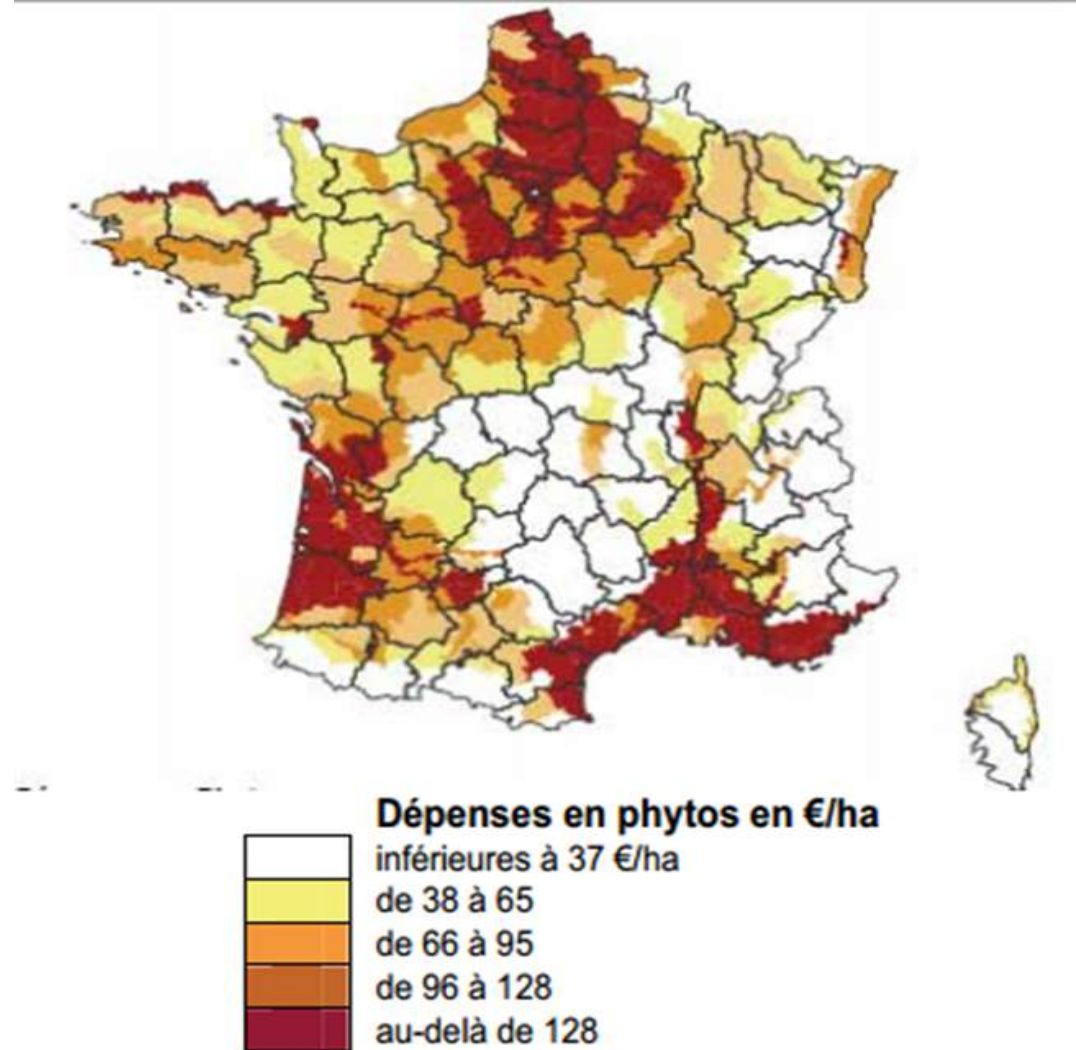 Dépenses en phytos en €/ha
inférieures à 37 €/ha
de 38 à 65
de 66 à 95
de 96 à 128
au-delà de 128